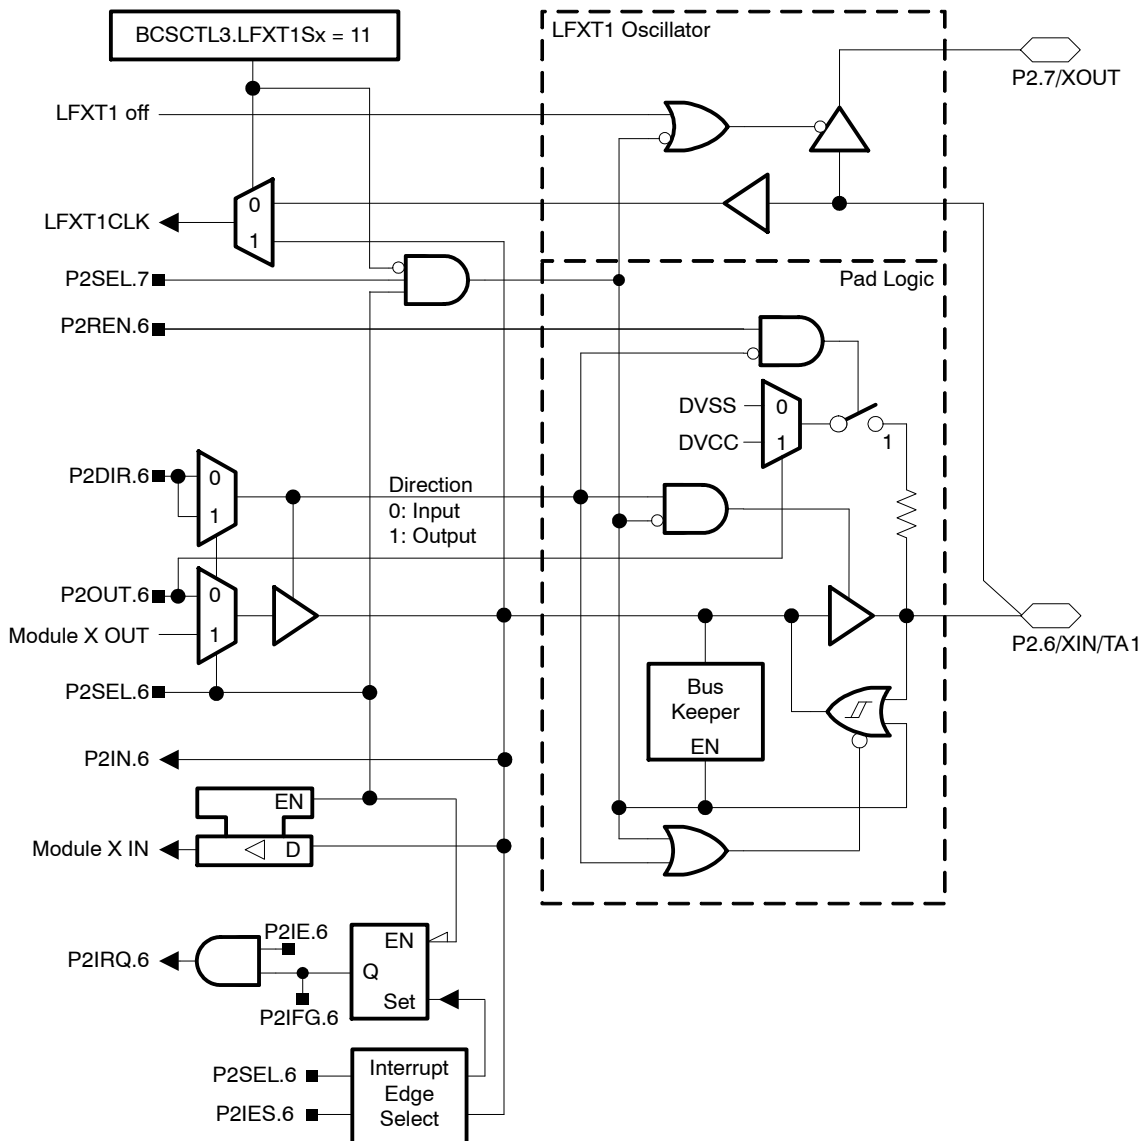 BCSCTL3.LFXT1Sx = 11
LFXT1 Oscillator
P2.7/XOUT
LFXT1 off
0
LFXT1CLK
1
P2SEL.7
Pad Logic
P2REN.6
DVSS
0
DVCC
1
1
P2DIR.6
0
1
Direction
0: Input
1: Output
P2OUT.6
0
Module X OUT
1
P2.6/XIN/TA1
P2SEL.6
Bus
Keeper
EN
P2IN.6
EN
Module X IN
D
P2IE.6
EN
P2IRQ.6
Q
Set
P2IFG.6
P2SEL.6
P2IES.6
Interrupt
Edge
Select